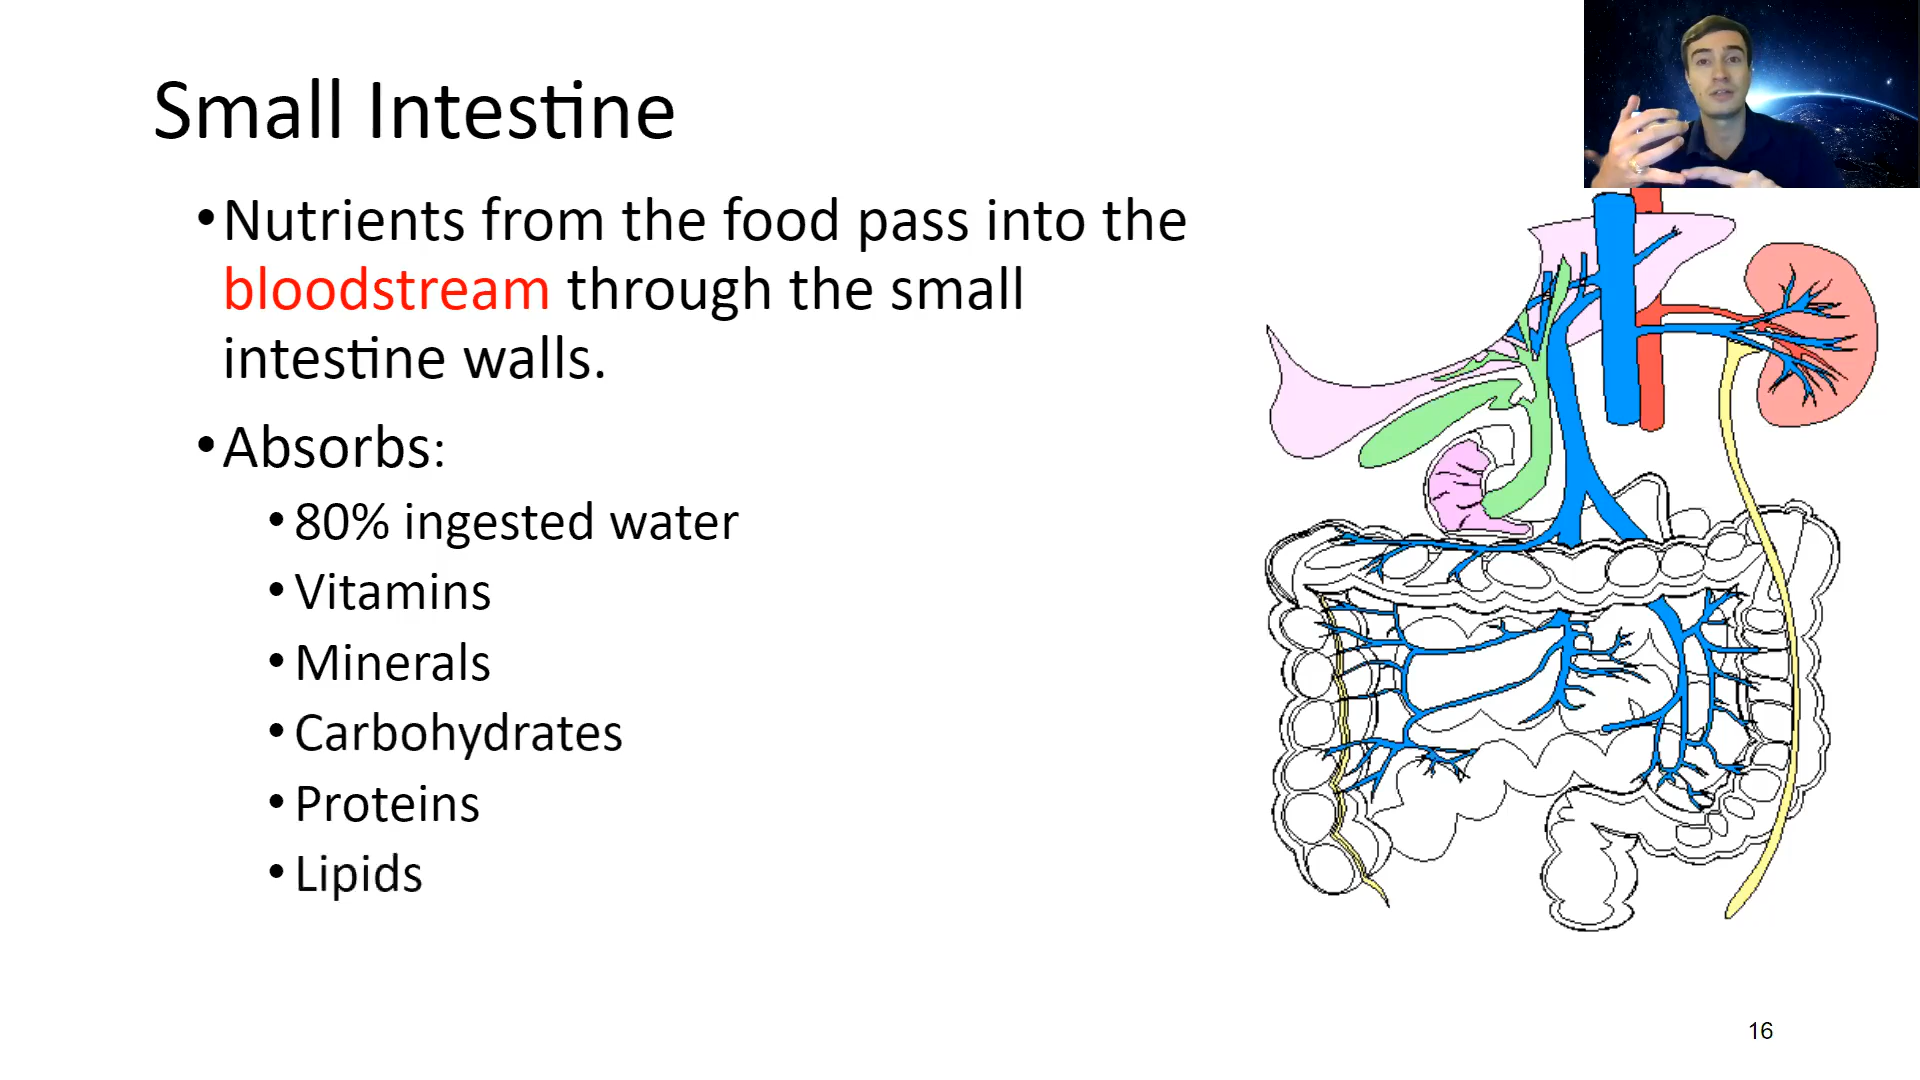 Small Intestine
•Nutrients from the food pass into the
bloodstream through the small
intestine walls.
•Absorbs:
•80% ingested water
•Vitamins
•Minerals
•Carbohydrates
•Proteins
•Lipids
16